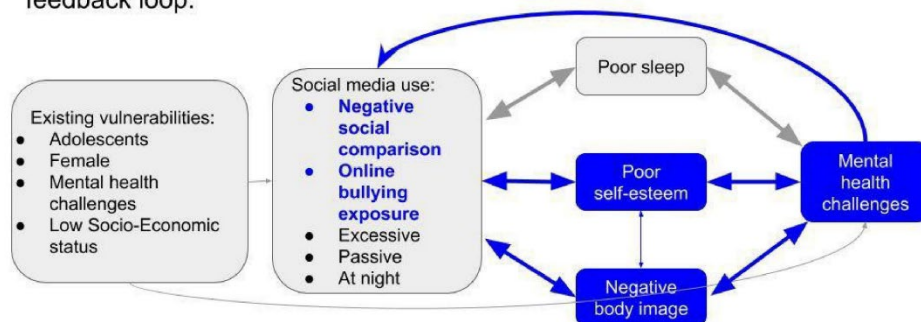 feedback loop.
Existing vulnerabilities:
● Adolescents
● Female
● Mental health
challenges
● Low Socio-Economic
status
Social media use:
● Negative
social
comparison
● Online
bullying
exposure
● Excessive
● Passive
● At night
Poor sleep
Poor
self-esteem
Negative
body image
Mental
health
challenges